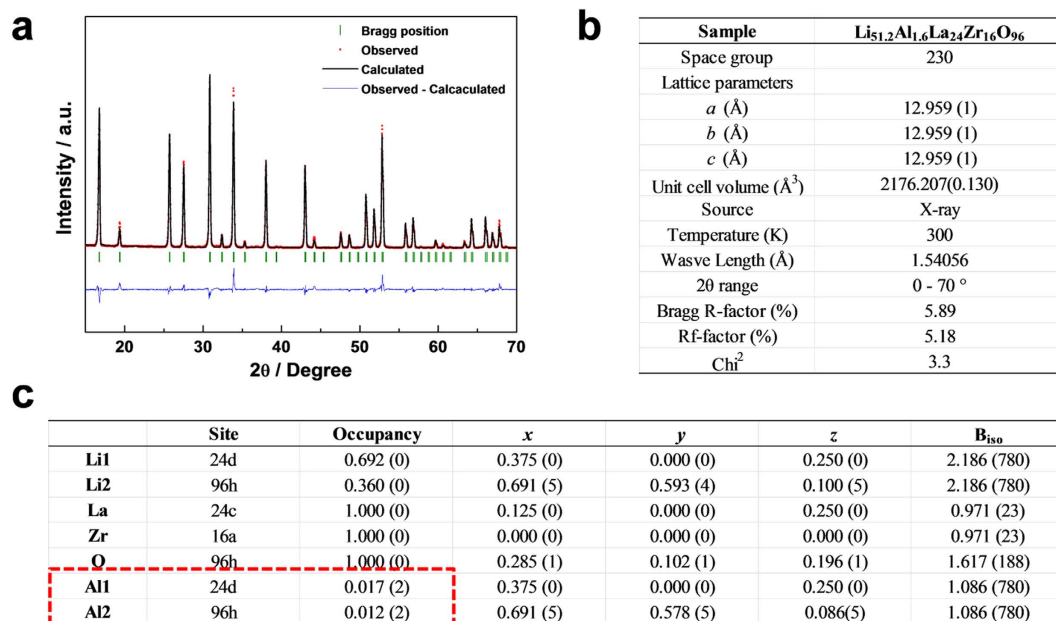 a
Bragg position
Observed
Calculated
Observed - Calcaculated
Intensity / a.u.
20 30 40 50 60 70
2θ / Degree
b
Sample Li51.2Al1.6La24Zr16O96
Space group 230
Lattice parameters
a (Å) 12.959 (1)
b (Å) 12.959 (1)
c (Å) 12.959 (1)
Unit cell volume (Å3) 2176.207(0.130)
Source X-ray
Temperature (K) 300
Wasve Length (Å) 1.54056
2θ range 0 - 70 °
Bragg R-factor (%) 5.89
Rf-factor (%) 5.18
Chi2 3.3
c
Site Occupancy x y z Biso
Li1 24d 0.692 (0) 0.375 (0) 0.000 (0) 0.250 (0) 2.186 (780)
Li2 96h 0.360 (0) 0.691 (5) 0.593 (4) 0.100 (5) 2.186 (780)
La 24c 1.000 (0) 0.125 (0) 0.000 (0) 0.250 (0) 0.971 (23)
Zr 16a 1.000 (0) 0.000 (0) 0.000 (0) 0.000 (0) 0.971 (23)
O 96h 1.000 (0) 0.285 (1) 0.102 (1) 0.196 (1) 1.617 (188)
Al1 24d 0.017 (2) 0.375 (0) 0.000 (0) 0.250 (0) 1.086 (780)
Al2 96h 0.012 (2) 0.691 (5) 0.578 (5) 0.086(5) 1.086 (780)